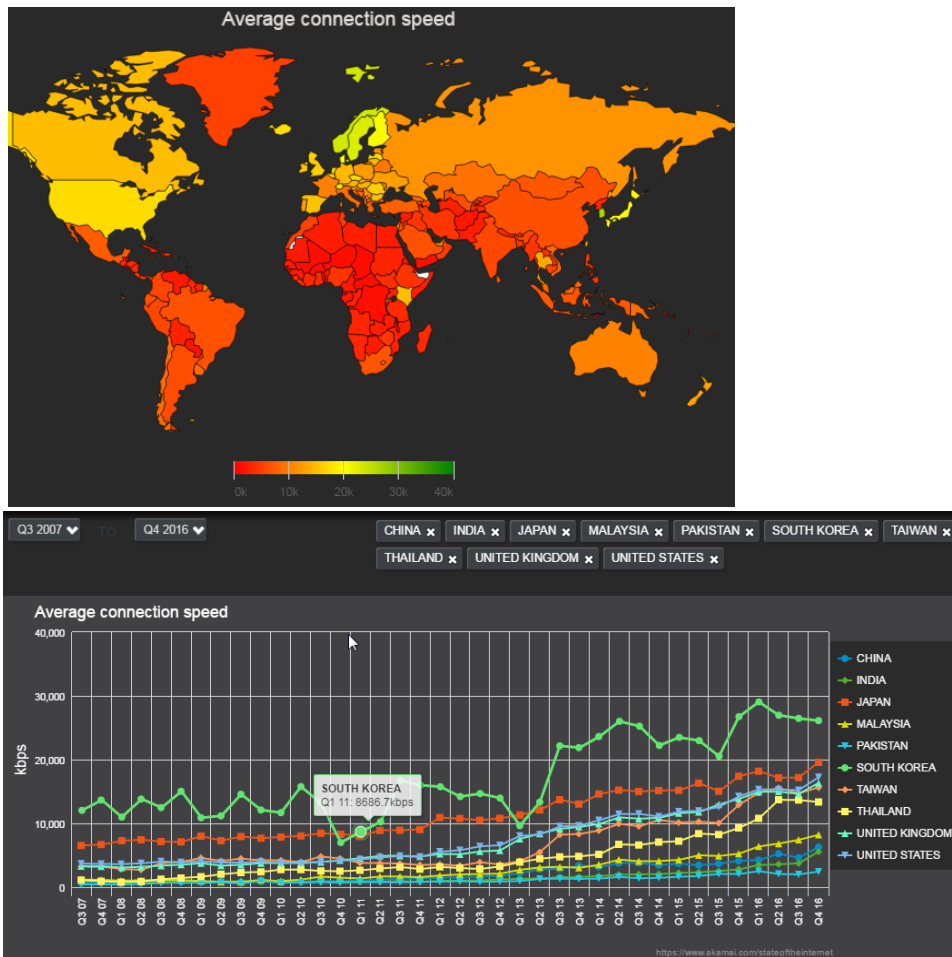 Average connection speed
0k 10k 20k 30k 40k
Q3 2007 TO Q4 2016 CHINA × INDIA × JAPAN × MALAYSIA × PAKISTAN × SOUTH KOREA × TAIWAN ×
THAILAND × UNITED KINGDOM × UNITED STATES ×
Average connection speed
40,000
30,000
20,000
10,000
0
kbps
SOUTH KOREA
Q1 11: 8686.7kbps
CHINA
INDIA
JAPAN
MALAYSIA
PAKISTAN
SOUTH KOREA
TAIWAN
THAILAND
UNITED KINGDOM
UNITED STATES
Q3 07 Q4 07 Q1 08 Q2 08 Q3 08 Q4 08 Q1 09 Q2 09 Q3 09 Q4 09 Q1 10 Q2 10 Q3 10 Q4 10 Q1 11 Q2 11 Q3 11 Q4 11 Q1 12 Q2 12 Q3 12 Q4 12 Q1 13 Q2 13 Q3 13 Q4 13 Q1 14 Q2 14 Q3 14 Q4 14 Q1 15 Q2 15 Q3 15 Q4 15 Q1 16 Q2 16 Q3 16 Q4 16
https://www.akamai.com/stateoftheinternet